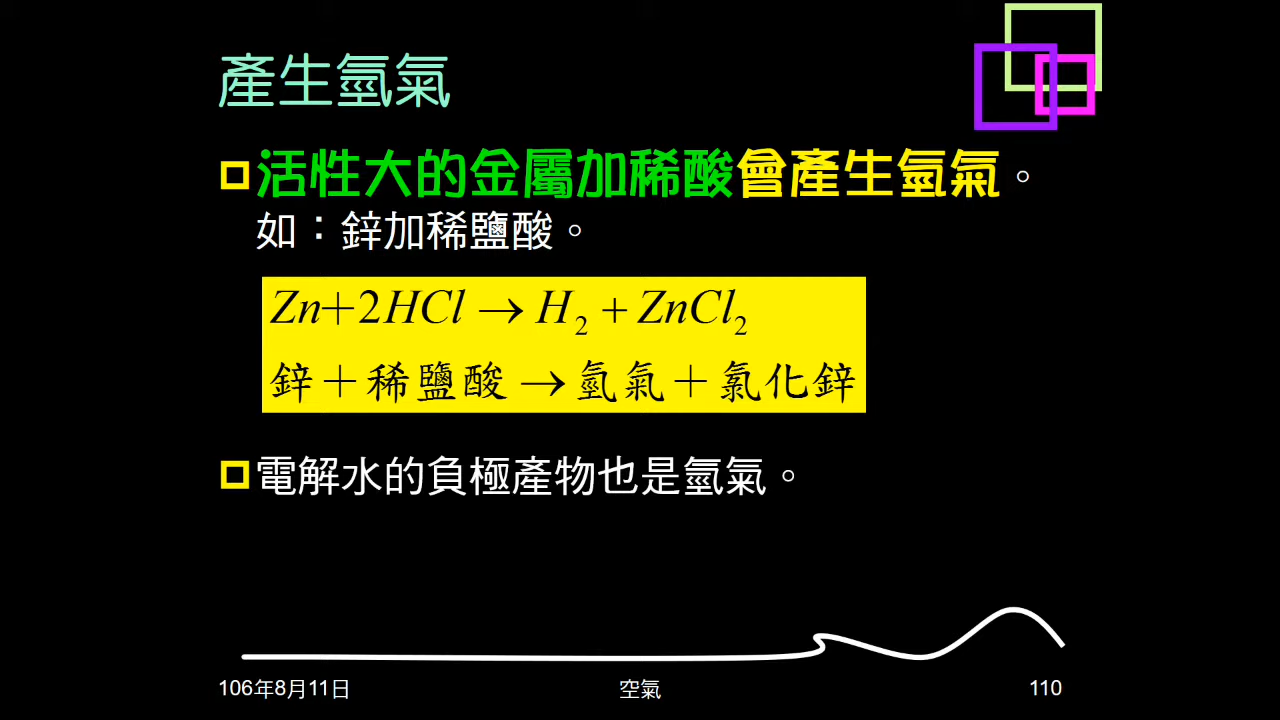 產生氫氣
活性大的金屬加稀酸會產生氫氣。
如：鋅加稀鹽酸。
Zn+2HCl→H₂+ZnCl₂
鋅＋稀鹽酸→氫氣＋氯化鋅
電解水的負極產物也是氫氣。
106年8月11日
空氣
110